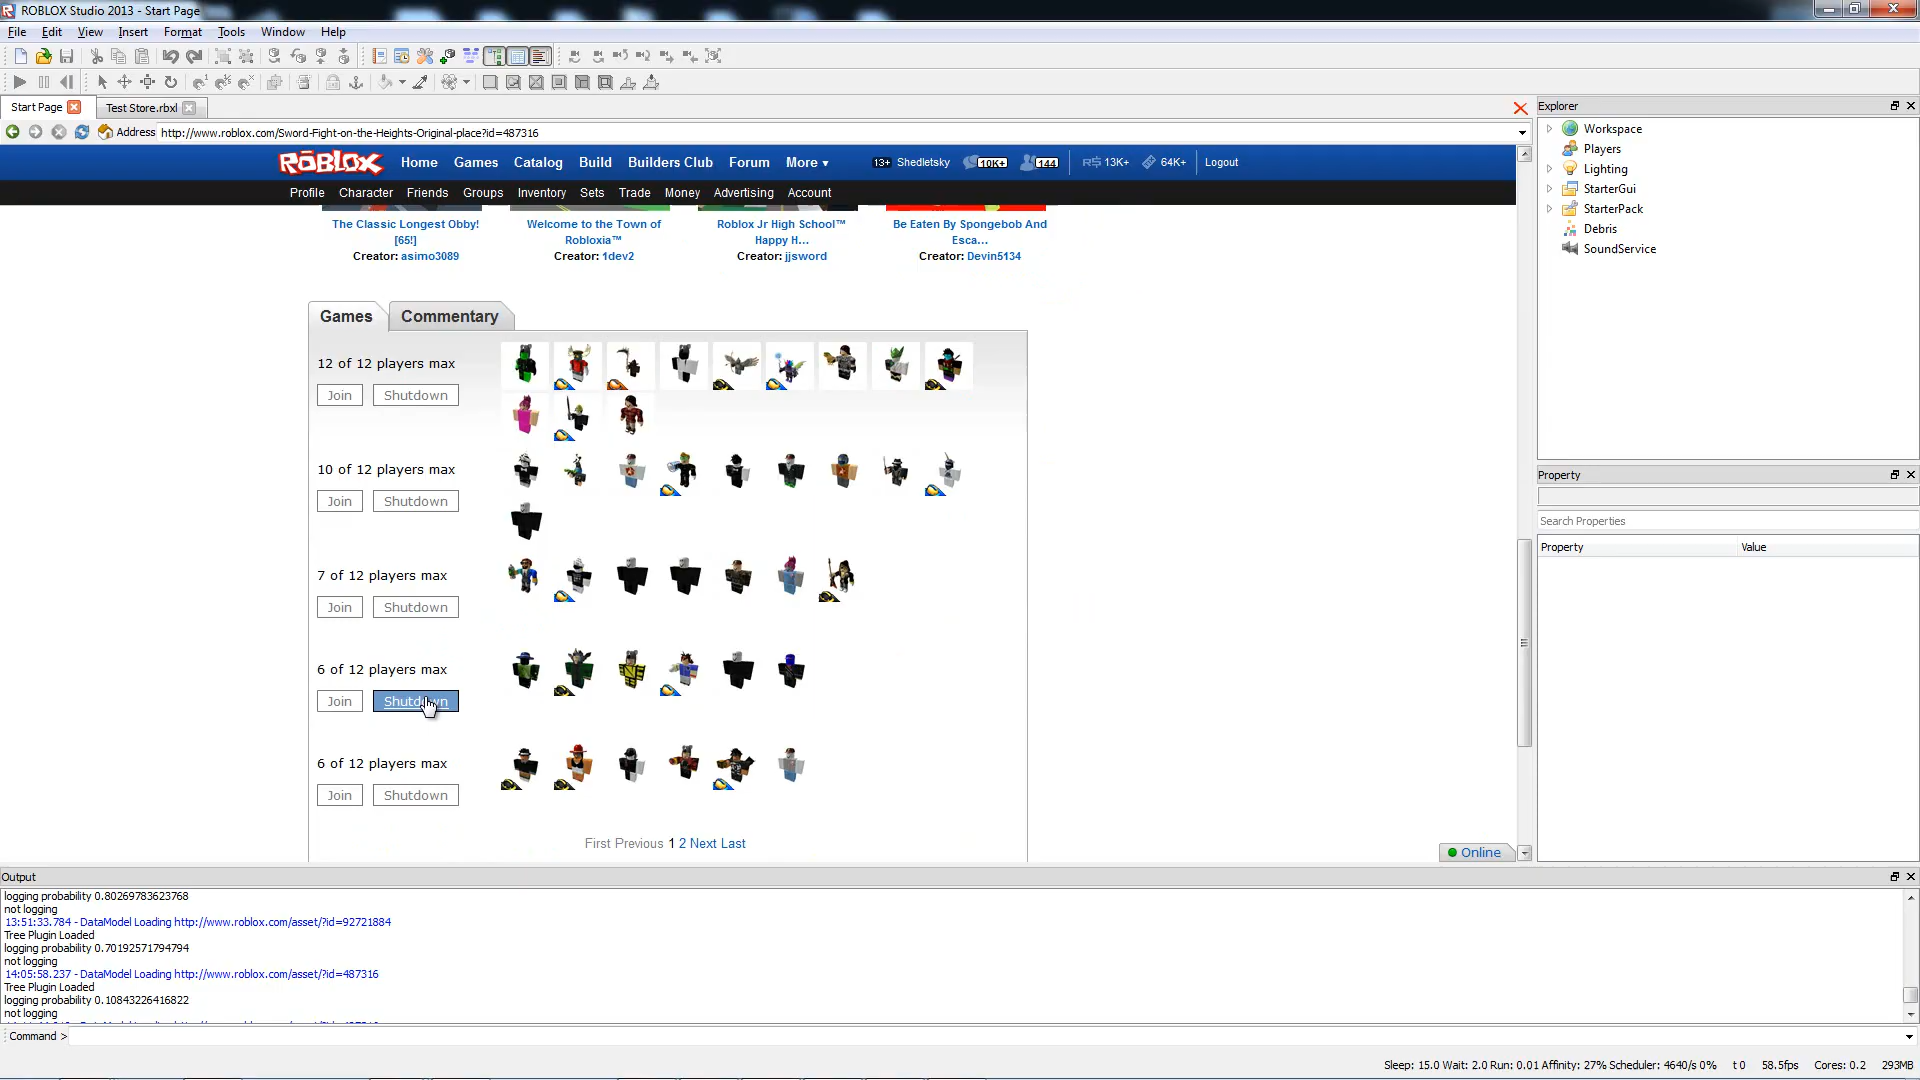 ROBLOX Studio 2013 - Start Page
File Edit View Insert Format Tools Window Help
Start Page Test Store.rbxl
Address http://www.roblox.com/Sword-Fight-on-the-Heights-Original-place?id=487316
ROBLOX Home Games Catalog Build Builders Club Forum More 13+ Shedletsky 10K+ 144 R$ 13K+ 64K+ Logout
Profile Character Friends Groups Inventory Sets Trade Money Advertising Account
The Classic Longest Obby! [65!]
Creator: asimo3089
Welcome to the Town of Robloxia™
Creator: 1dev2
Roblox Jr High School™ Happy H...
Creator: jjsword
Be Eaten By Spongebob And Esca...
Creator: Devin5134
Games Commentary
12 of 12 players max
Join Shutdown
10 of 12 players max
Join Shutdown
7 of 12 players max
Join Shutdown
6 of 12 players max
Join Shutdown
6 of 12 players max
Join Shutdown
First Previous 1 2 Next Last
Online
Explorer
Workspace
Players
Lighting
StarterGui
StarterPack
Debris
SoundService
Property
Search Properties
Property Value
Output
logging probability 0.80269783623768
not logging
13:51:33.784 - DataModel Loading http://www.roblox.com/asset/?id=92721884
Tree Plugin Loaded
logging probability 0.70192571794794
not logging
14:05:58.237 - DataModel Loading http://www.roblox.com/asset/?id=487316
Tree Plugin Loaded
logging probability 0.10843226416822
not logging
Command >
Sleep: 15.0 Wait: 2.0 Run: 0.01 Affinity: 27% Scheduler: 4640/s 0% t 0 58.5fps Cores: 0.2 293MB